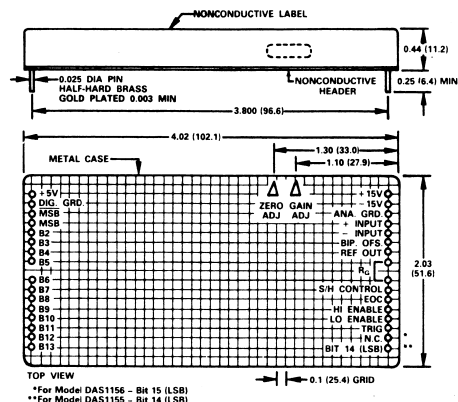 NONCONDUCTIVE LABEL
0.44 (11.2)
0.025 DIA PIN
HALF-HARD BRASS
GOLD PLATED 0.003 MIN
NONCONDUCTIVE
HEADER
0.25 (6.4) MIN
3.800 (96.6)
4.02 (102.1)
METAL CASE
1.30 (33.0)
1.10 (27.9)
+5V
DIG. GRD.
MSB
MSB
B2
B3
B4
B5
B6
B7
B8
B9
B10
B11
B12
B13
ZERO
ADJ
GAIN
ADJ
+15V
-15V
ANA. GRD.
+ INPUT
- INPUT
BIP. OFS.
REF OUT
RG
S/H CONTROL
EOC
HI ENABLE
LO ENABLE
TRIG
N.C. *
BIT 14 (LSB) **
2.03
(51.6)
TOP VIEW
0.1 (25.4) GRID
*For Model DAS1156 - Bit 15 (LSB)
**For Model DAS1155 - Bit 14 (LSB)